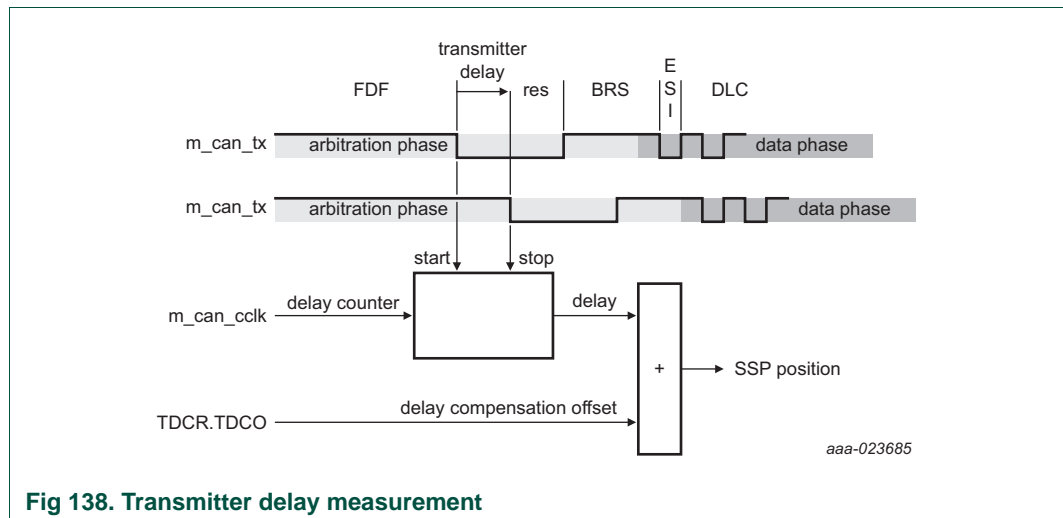 transmitter
delay
FDF
res
BRS
E
S
I
DLC
m_can_tx
arbitration phase
data phase
m_can_tx
arbitration phase
data phase
start
stop
m_can_cclk
delay counter
delay
+
SSP position
TDCR.TDCO
delay compensation offset
aaa-023685
Fig 138. Transmitter delay measurement